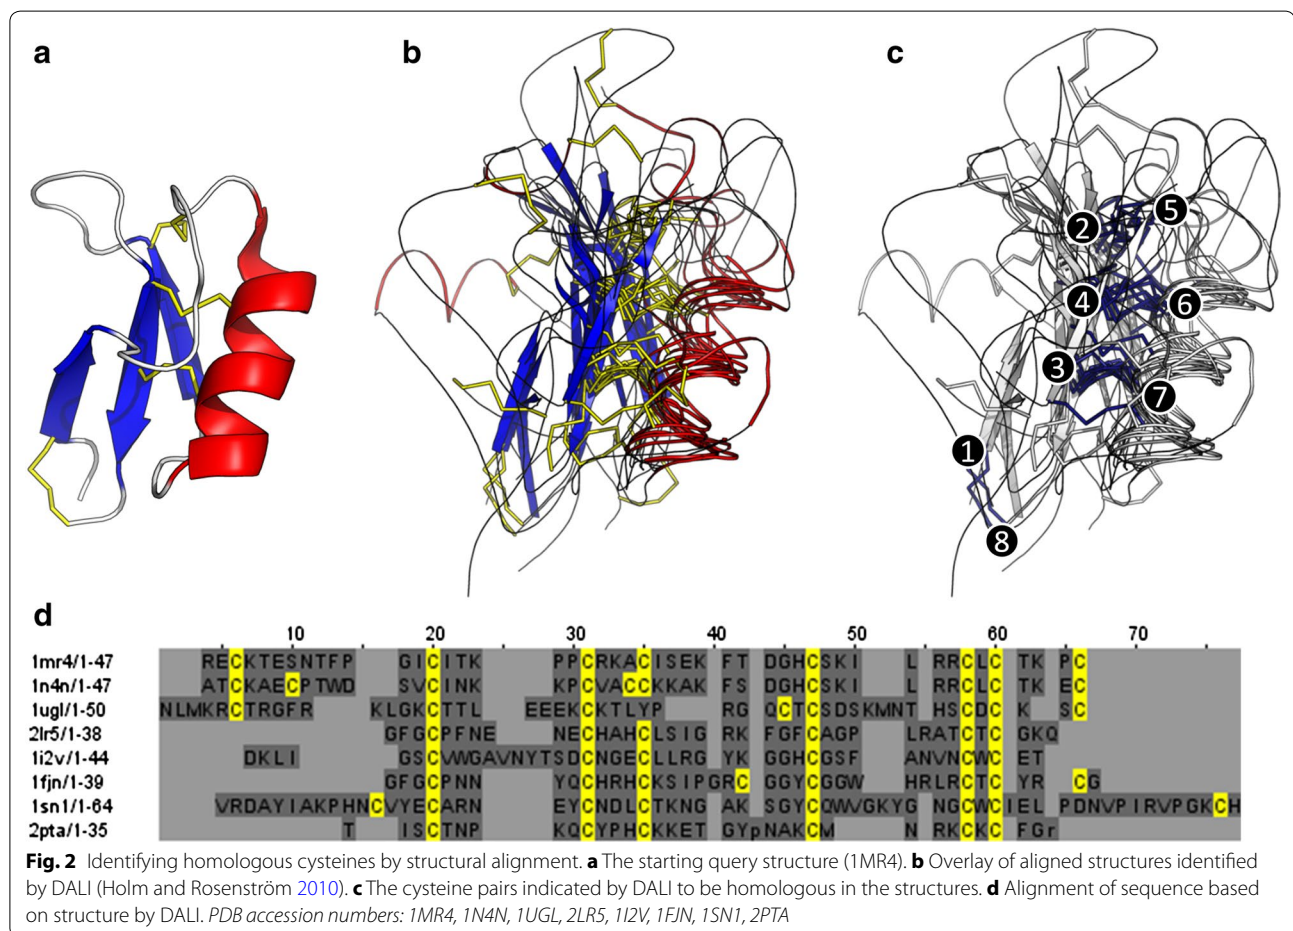 a
b
c
2
5
4
6
3
7
1
8
d
10 20 30 40 50 60 70
1mr4/1-47 RECKTESNTFP GICITK PPCRKACISEK FT DGHCSKI L RRCLC TK PC
1n4n/1-47 ATCKAECPTWD SVCINK KPCVACCKKAK FS DGHCSKI L RRCLC TK EC
1ugl/1-50 NLMKRCTRGFR KLGKCTTL EEEKCKTLYP RG QCTCSDSKMNT HSCDC K SC
2lr5/1-38 GFGCPFNE NECHAHCLSIG RK FGFCAGP LRATCTC GKQ
1i2v/1-44 DKLI GSCVWGAVNYTSDCNGECLLRG YK GGHCGSF ANVNCWC ET
1fjn/1-39 GFGCPNN YQCHRHCKSIPGRC GGYCGGW HRLRCTC YR CG
1sn1/1-64 VRDAYIAKPHNCVYECARN EYCNDLCTKNG AK SGYCQWVGKYG NGCWCIEL PDNVPIRVPGKCH
2pta/1-35 T ISCTNP KQCYPHCKKET GYpNAKCM N RKCKC FGr
Fig. 2 Identifying homologous cysteines by structural alignment. a The starting query structure (1MR4). b Overlay of aligned structures identified
by DALI (Holm and Rosenström 2010). c The cysteine pairs indicated by DALI to be homologous in the structures. d Alignment of sequence based
on structure by DALI. PDB accession numbers: 1MR4, 1N4N, 1UGL, 2LR5, 1I2V, 1FJN, 1SN1, 2PTA